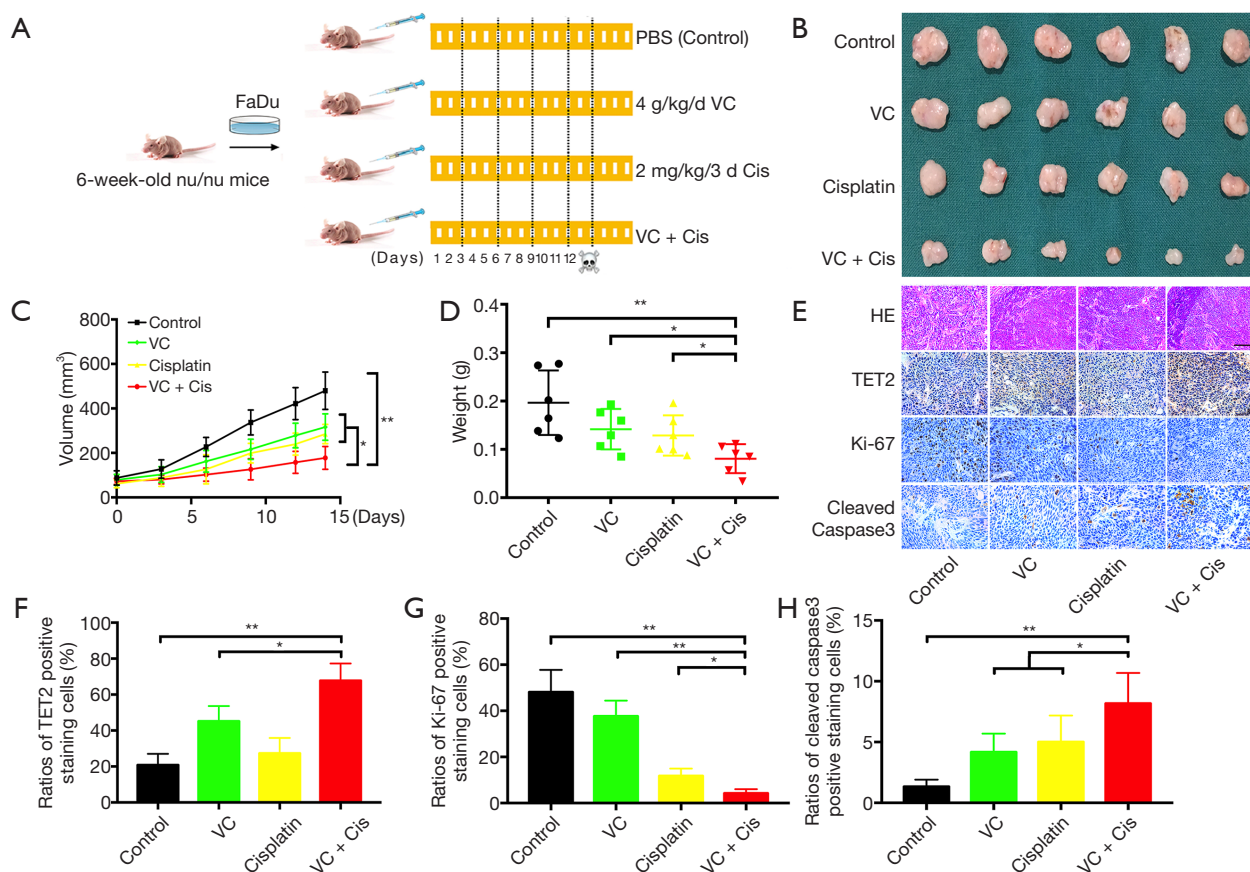 A
FaDu
6-week-old nu/nu mice
PBS (Control)
4 g/kg/d VC
2 mg/kg/3 d Cis
VC + Cis
(Days) 1 2 3 4 5 6 7 8 9 10 11 12
B
Control
VC
Cisplatin
VC + Cis
C
Volume (mm³)
800
600
400
200
0
0 5 10 15 (Days)
Control
VC
Cisplatin
VC + Cis
**
*
D
Weight (g)
0.4
0.3
0.2
0.1
0.0
**
*
*
Control
VC
Cisplatin
VC + Cis
E
HE
TET2
Ki-67
Cleaved
Caspase3
Control
VC
Cisplatin
VC + Cis
F
Ratios of TET2 positive
staining cells (%)
100
80
60
40
20
0
**
*
Control
VC
Cisplatin
VC + Cis
G
Ratios of Ki-67 positive
staining cells (%)
80
60
40
20
0
**
**
*
Control
VC
Cisplatin
VC + Cis
H
Ratios of cleaved caspase3
positive staining cells (%)
15
10
5
0
**
*
Control
VC
Cisplatin
VC + Cis